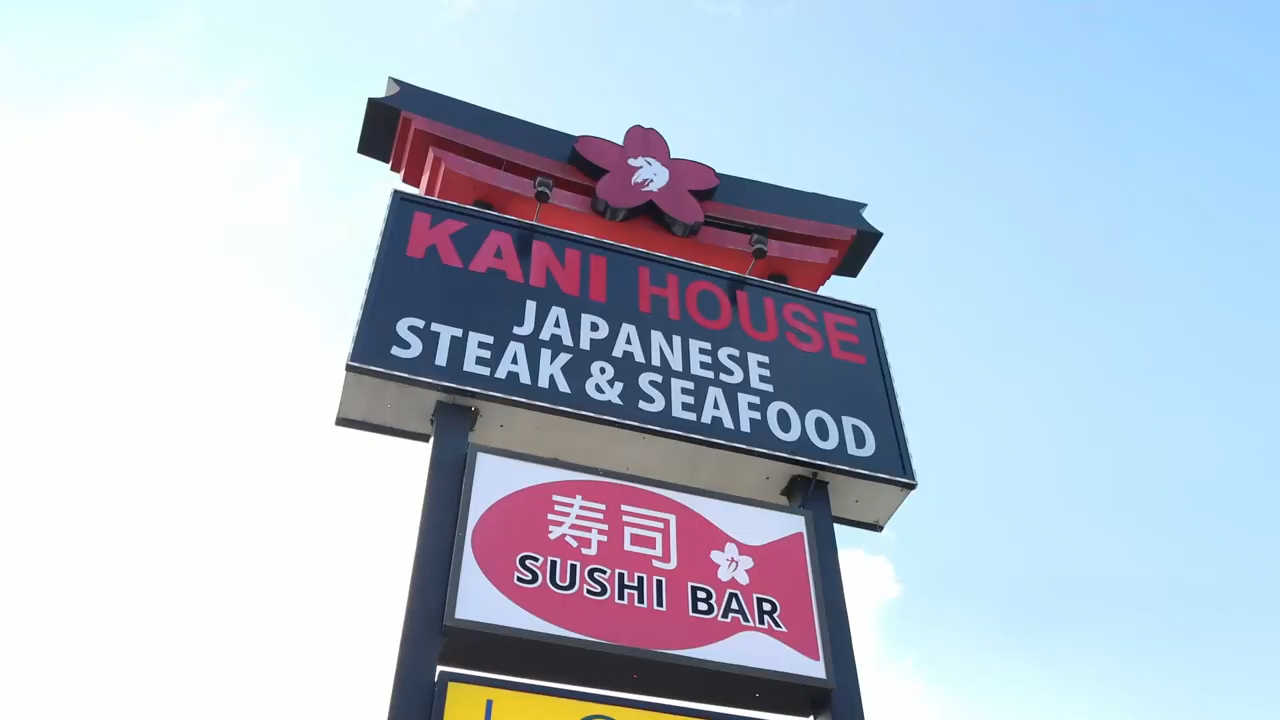 KANI HOUSE
JAPANESE
STEAK & SEAFOOD
寿司
SUSHI BAR